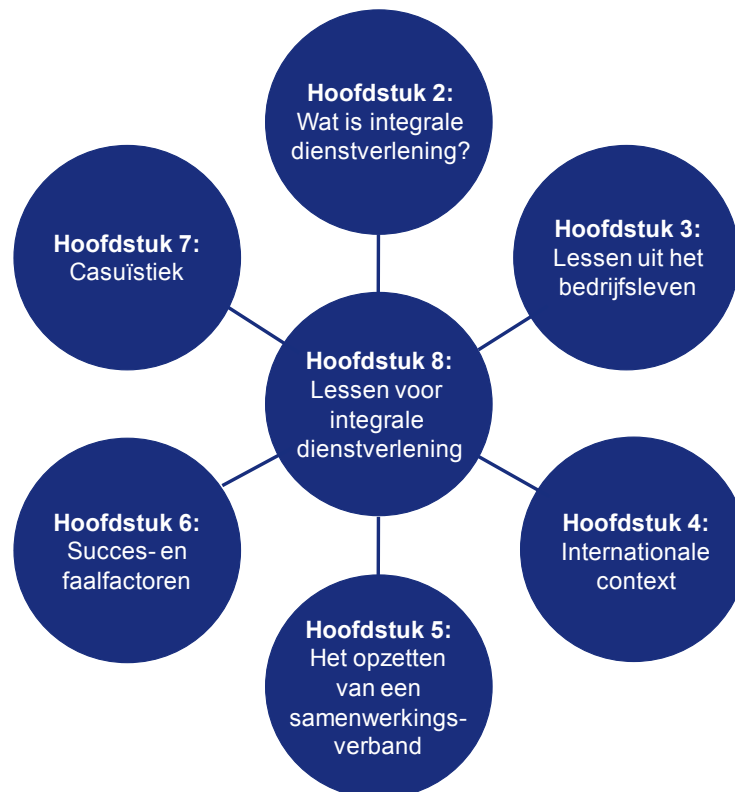 Hoofdstuk 2:
Wat is integrale
dienstverlening?
Hoofdstuk 3:
Lessen uit het
bedrijfsleven
Hoofdstuk 4:
Internationale
context
Hoofdstuk 5:
Het opzetten
van een
samenwerkings-
verband
Hoofdstuk 6:
Succes- en
faalfactoren
Hoofdstuk 7:
Casuïstiek
Hoofdstuk 8:
Lessen voor
integrale
dienstverlening